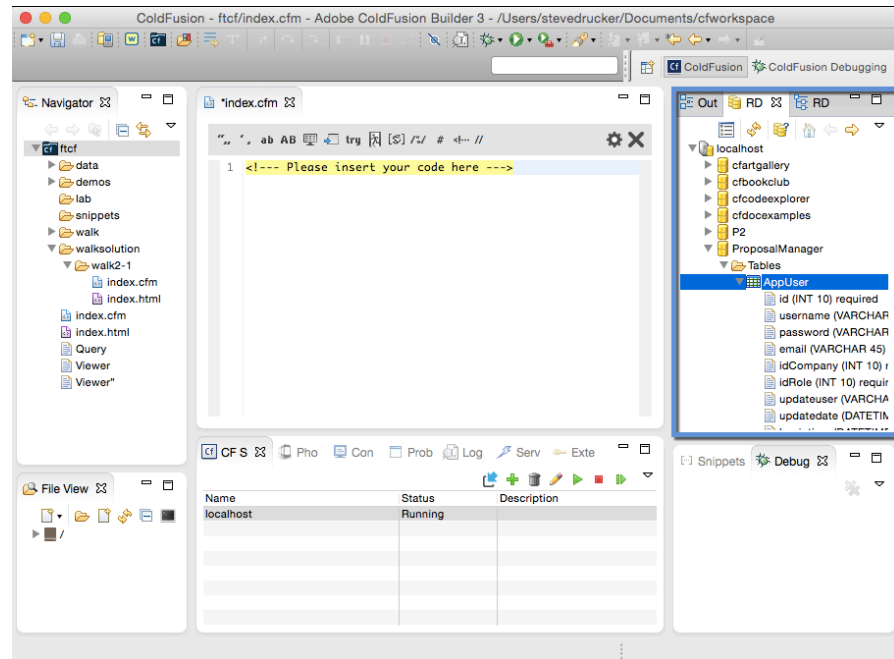 ColdFusion - ftcf/index.cfm - Adobe ColdFusion Builder 3 - /Users/stevedrucker/Documents/cfworkspace
ColdFusion ColdFusion Debugging
Navigator
ftcf
data
demos
lab
snippets
walk
walksolution
walk2-1
index.cfm
index.html
index.cfm
index.html
Query
Viewer
Viewer"
File View
/
*index.cfm
"„ ‘, ab AB try [S] /:/ # <!-- //
1 <!--- Please insert your code here --->
CF S Pho Con Prob Log Serv Exte
Name Status Description
localhost Running
Out RD RD
localhost
cfartgallery
cfbookclub
cfcodeexplorer
cfdocexamples
P2
ProposalManager
Tables
AppUser
id (INT 10) required
username (VARCHAR
password (VARCHAR
email (VARCHAR 45)
idCompany (INT 10) r
idRole (INT 10) requir
updateuser (VARCHA
updatedate (DATETIM
Snippets Debug